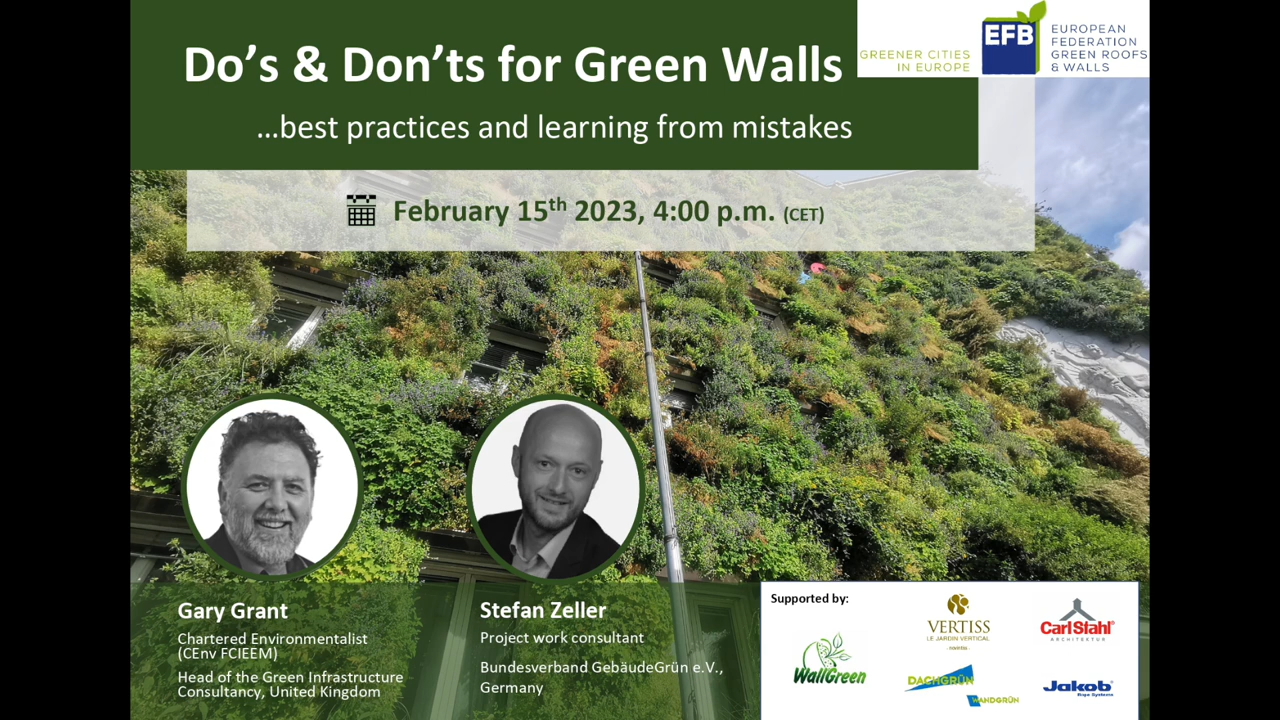 Do’s & Don’ts for Green Walls
...best practices and learning from mistakes
GREENER CITIES
IN EUROPE
EFB
EUROPEAN
FEDERATION
GREEN ROOFS
& WALLS
February 15th 2023, 4:00 p.m. (CET)
Gary Grant
Chartered Environmentalist
(CEnv FCIEEM)
Head of the Green Infrastructure
Consultancy, United Kingdom
Stefan Zeller
Project work consultant
Bundesverband GebäudeGrün e.V.,
Germany
Supported by:
VERTISS
LE JARDIN VERTICAL
CarlStahl
ARCHITEKTUR
WallGreen
DACHGRÜN
WANDGRÜN
Jakob
Rope Systems